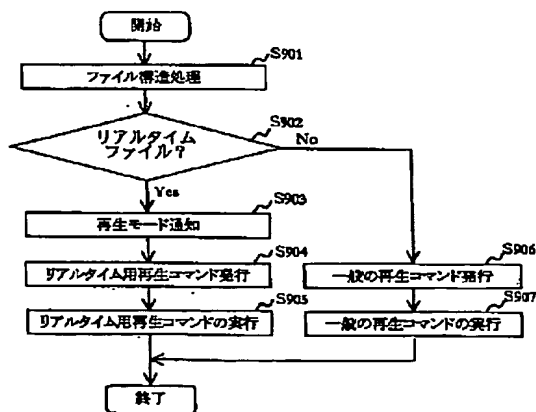 開始
S901
ファイル構造処理
S902
リアルタイム
ファイル?
No
Yes
S903
再生モード通知
S904
リアルタイム用再生コマンド発行
S906
一般の再生コマンド発行
S905
リアルタイム用再生コマンドの実行
S907
一般の再生コマンドの実行
終了